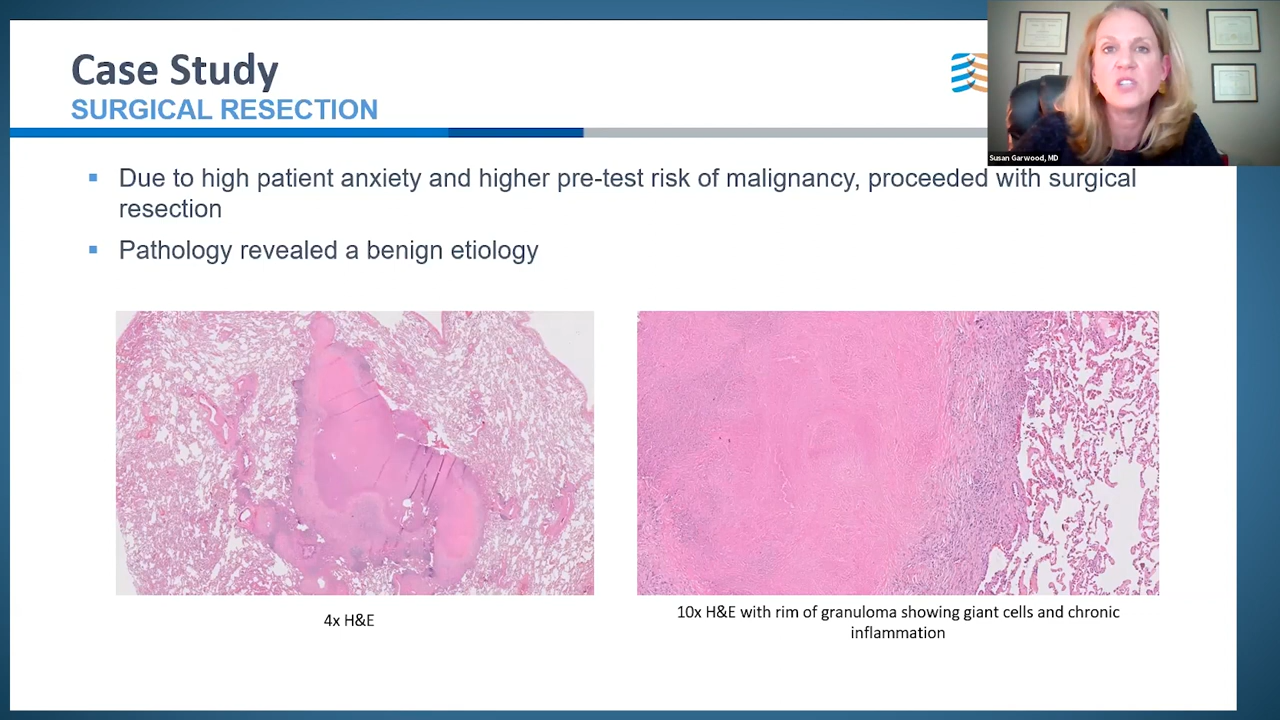 Case Study
SURGICAL RESECTION
Susan Garwood, MD
▪ Due to high patient anxiety and higher pre-test risk of malignancy, proceeded with surgical
resection
▪ Pathology revealed a benign etiology
4x H&E
10x H&E with rim of granuloma showing giant cells and chronic
inflammation